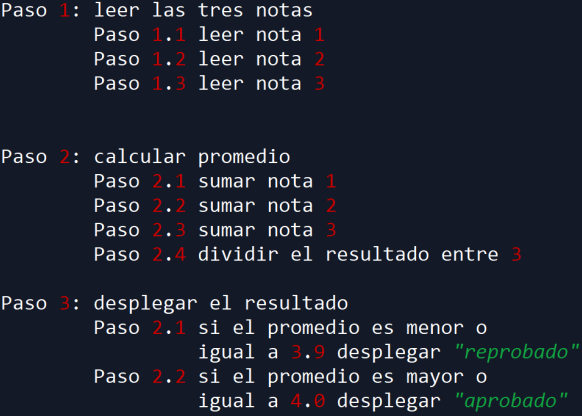 Paso 1: leer las tres notas
Paso 1.1 leer nota 1
Paso 1.2 leer nota 2
Paso 1.3 leer nota 3
Paso 2: calcular promedio
Paso 2.1 sumar nota 1
Paso 2.2 sumar nota 2
Paso 2.3 sumar nota 3
Paso 2.4 dividir el resultado entre 3
Paso 3: desplegar el resultado
Paso 2.1 si el promedio es menor o
igual a 3.9 desplegar "reprobado"
Paso 2.2 si el promedio es mayor o
igual a 4.0 desplegar "aprobado"